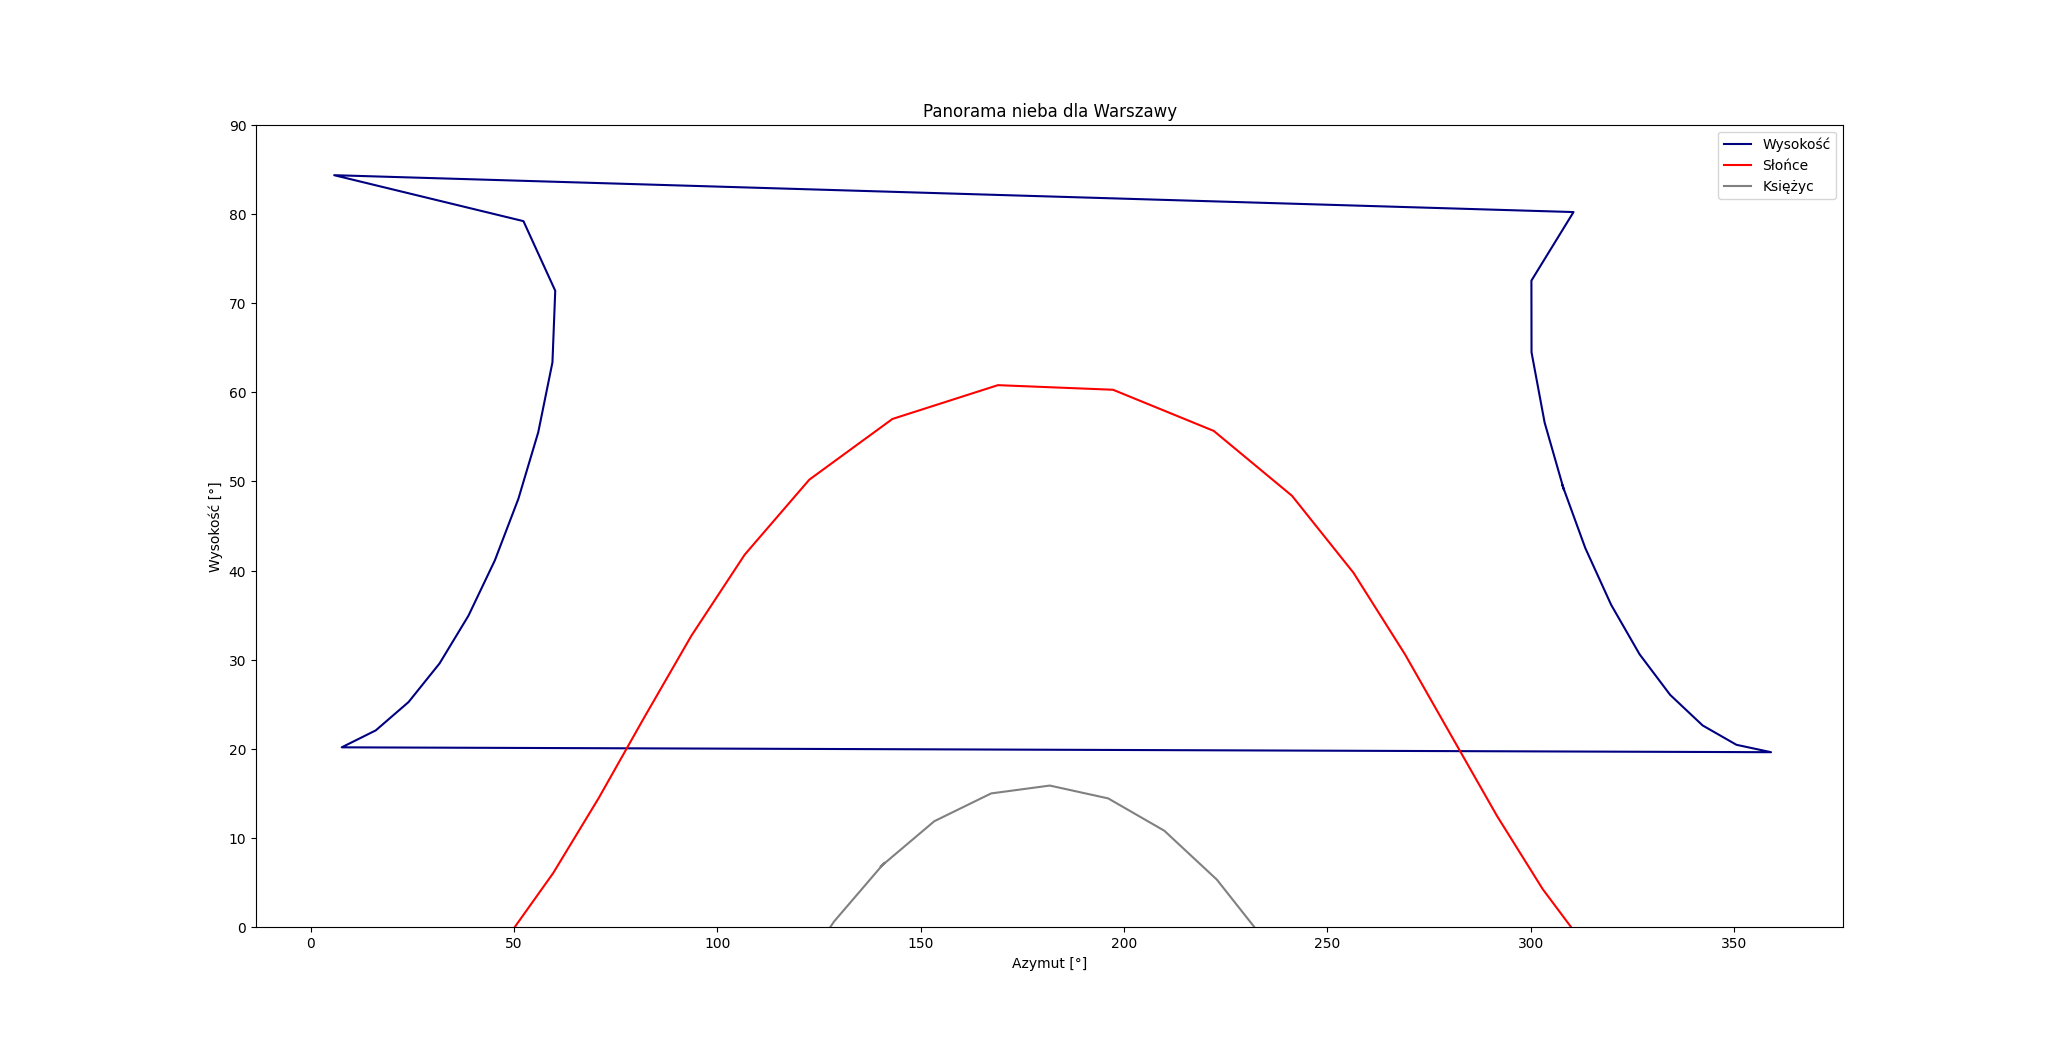 Panorama nieba dla Warszawy
90
80
70
60
50
40
30
20
10
0
Wysokość [°]
0 50 100 150 200 250 300 350
Azymut [°]
Wysokość
Słońce
Księżyc